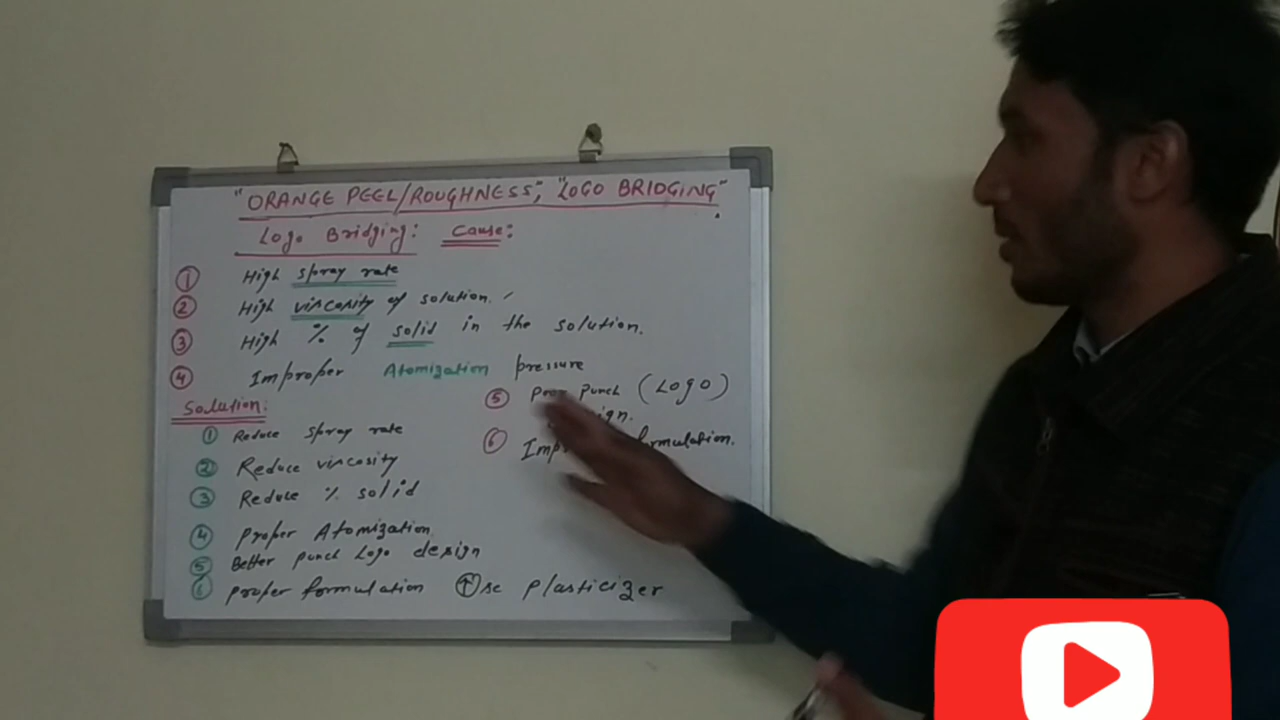 "ORANGE PEEL/ROUGHNESS", "LOGO BRIDGING"
Logo Bridging: Cause:
① High spray rate
② High viscosity of solution.
③ High % of solid in the solution.
④ Improper Atomization pressure
⑤ Poor punch (Logo)
⑥ formulation.
Solution:
① Reduce spray rate
② Reduce viscosity
③ Reduce % solid
④ proper Atomization
⑤ Better punch Logo design
⑥ proper formulation ↑se plasticizer